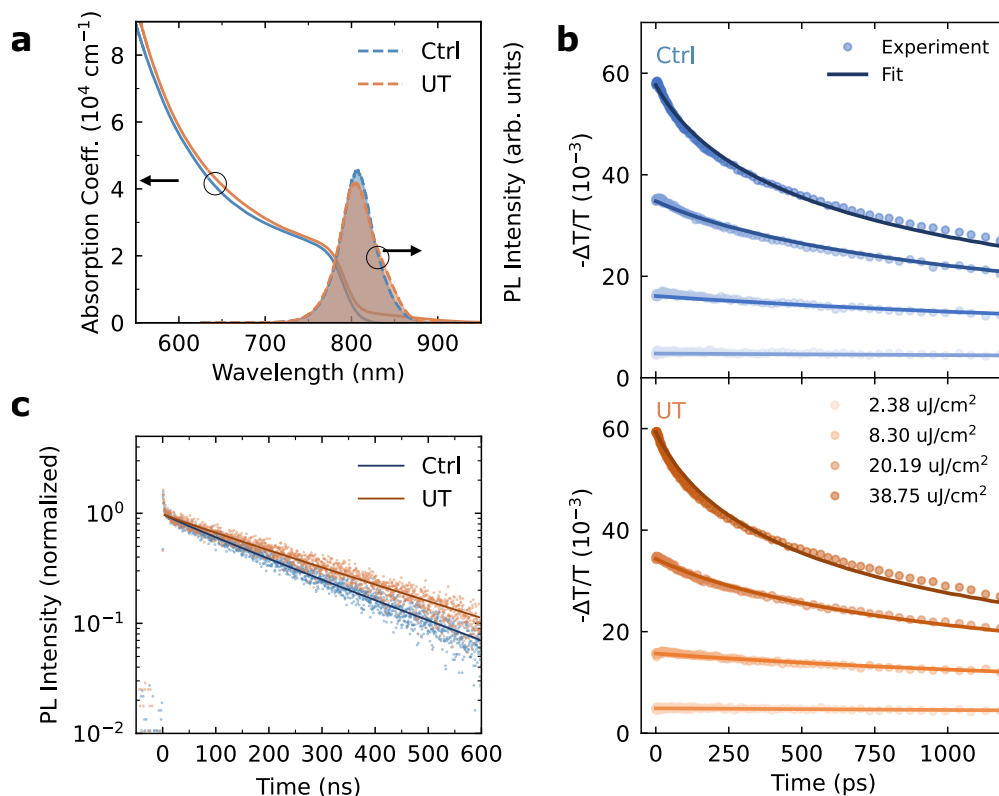 a
Absorption Coeff. (10⁴ cm⁻¹)
8
6
4
2
0
Ctrl
UT
PL Intensity (arb. units)
600
700
800
900
Wavelength (nm)
b
-ΔT/T (10⁻³)
60
40
20
0
Ctrl
Experiment
Fit
-ΔT/T (10⁻³)
60
40
20
0
UT
2.38 uJ/cm²
8.30 uJ/cm²
20.19 uJ/cm²
38.75 uJ/cm²
0
250
500
750
1000
Time (ps)
c
PL Intensity (normalized)
10⁰
10⁻¹
10⁻²
Ctrl
UT
0
100
200
300
400
500
600
Time (ns)